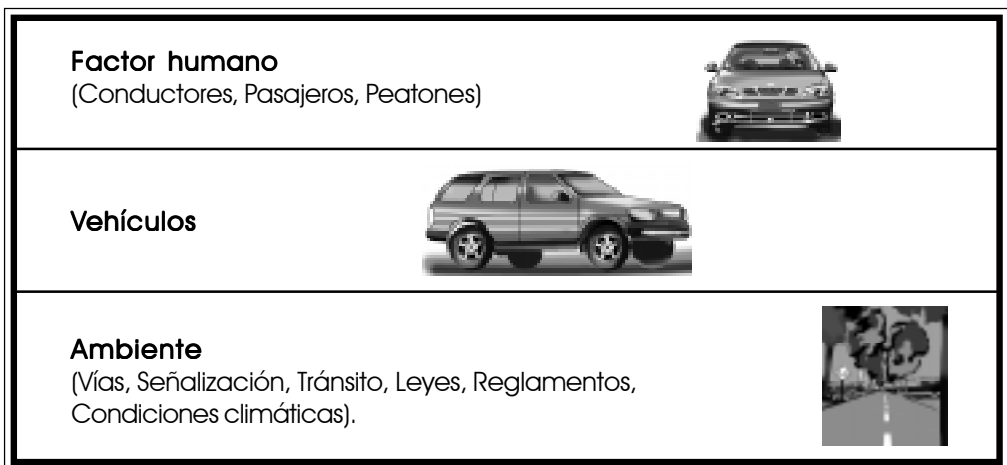 Factor humano
(Conductores, Pasajeros, Peatones)
Vehículos
Ambiente
(Vías, Señalización, Tránsito, Leyes, Reglamentos,
Condiciones climáticas).